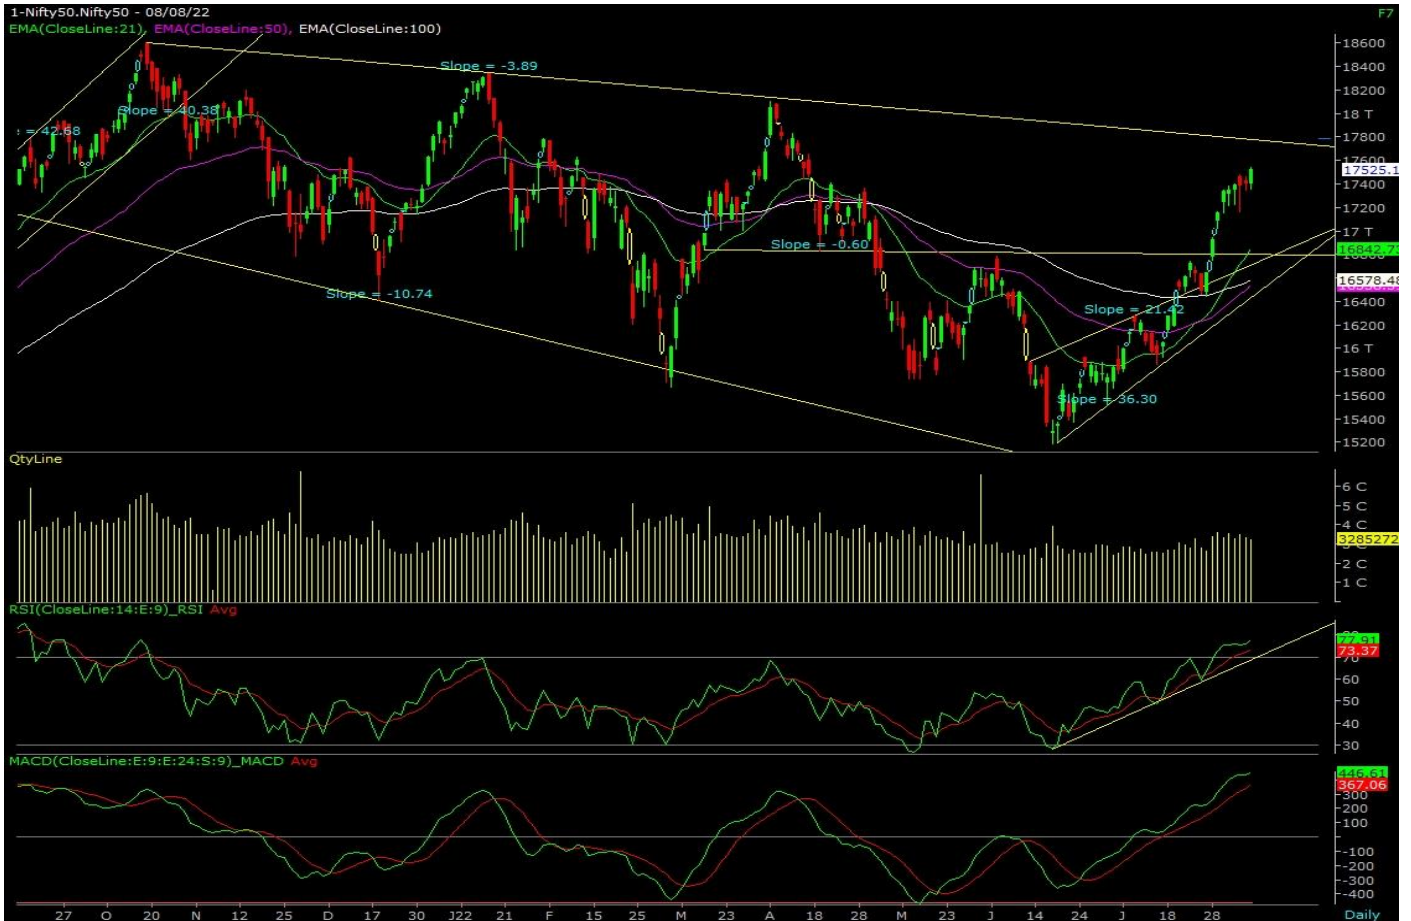 1-Nifty50.Nifty50 - 08/08/22
F7
EMA(CloseLine:21), EMA(CloseLine:50), EMA(CloseLine:100)
18600
Slope = -3.89
18400
18200
Slope = 40.38
18 T
= 42.68
17800
17600
17525.1
17400
17200
17 T
Slope = -0.60
16842.7
16578.48
Slope = -10.74
16400
Slope = 21.42
16200
16 T
15800
Slope = 36.30
15600
15400
15200
QtyLine
6 C
5 C
4 C
3285272
2 C
1 C
RSI(CloseLine:14:E:9)_RSI Avg
77.91
73.37
70
60
50
40
30
MACD(CloseLine:E:9:E:24:S:9)_MACD Avg
446.61
367.06
300
200
100
-100
-200
-300
-400
27 O 20 N 12 25 D 17 30 J22 21 F 15 25 M 23 A 18 28 M 23 J 14 24 J 18 28 Daily